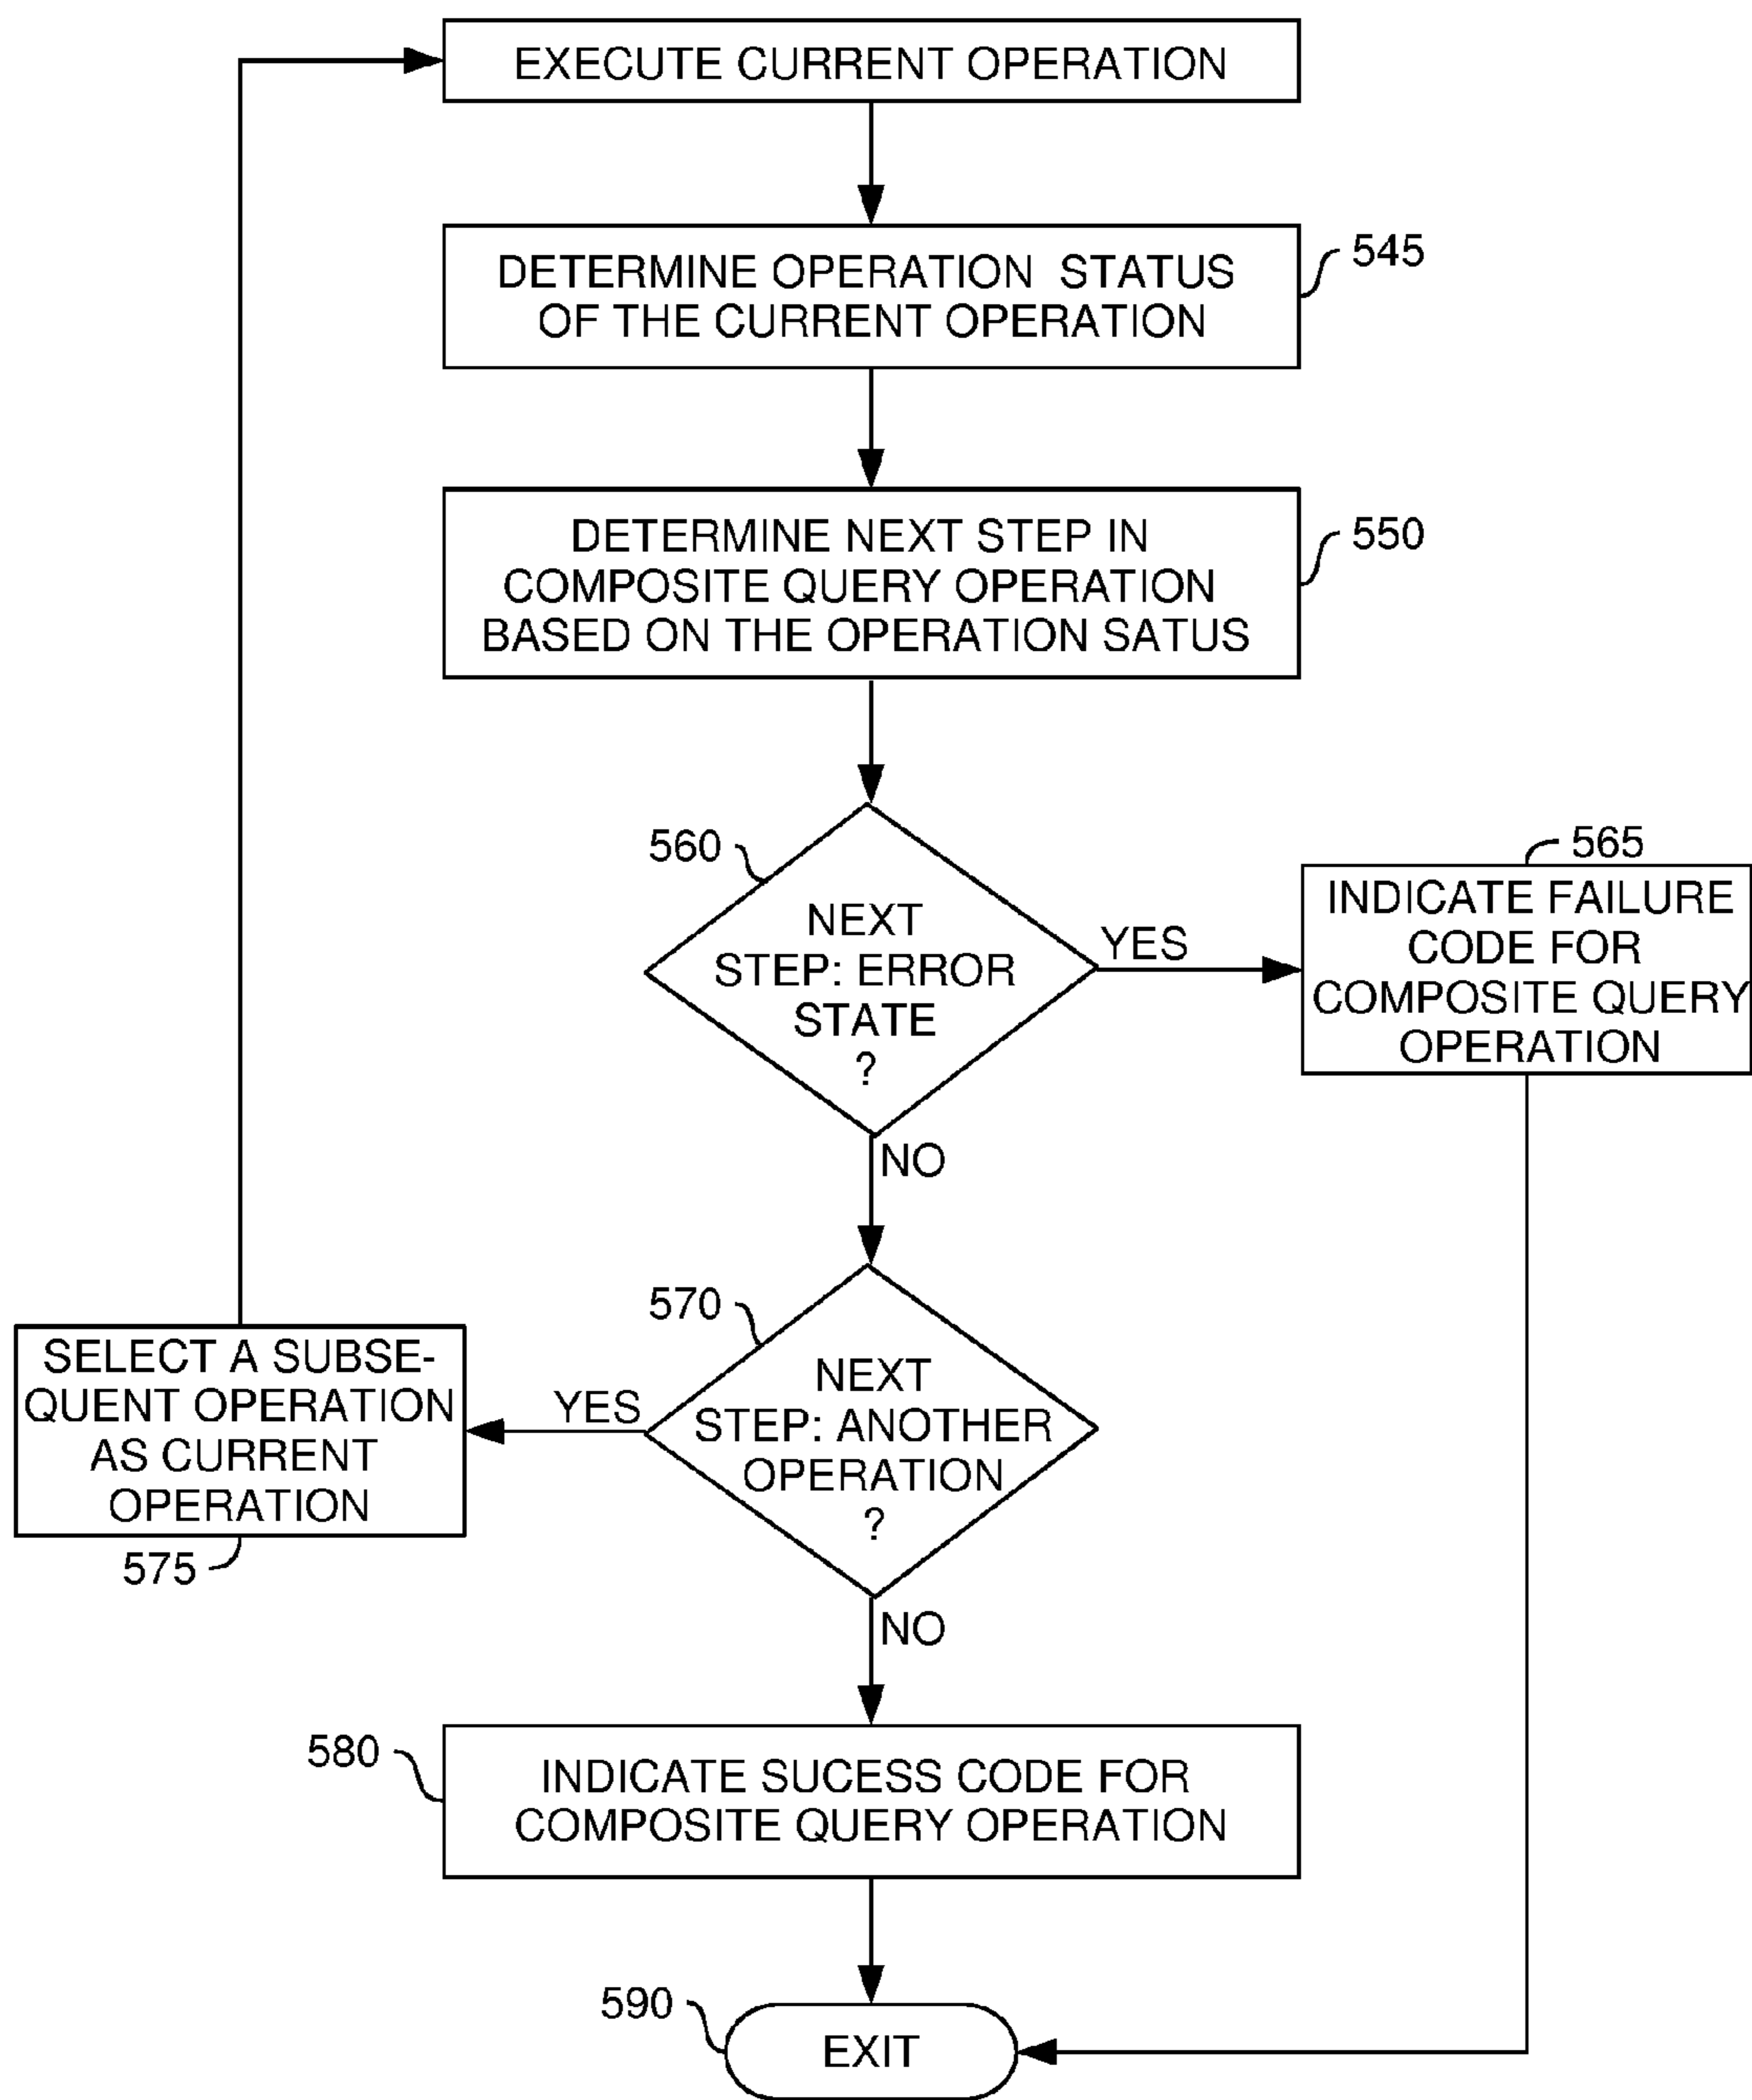 EXECUTE CURRENT OPERATION
DETERMINE OPERATION STATUS
OF THE CURRENT OPERATION
545
DETERMINE NEXT STEP IN
COMPOSITE QUERY OPERATION
BASED ON THE OPERATION SATUS
550
560
NEXT
STEP: ERROR
STATE
?
YES
565
INDICATE FAILURE
CODE FOR
COMPOSITE QUERY
OPERATION
NO
570
NEXT
STEP: ANOTHER
OPERATION
?
YES
SELECT A SUBSE-
QUENT OPERATION
AS CURRENT
OPERATION
575
NO
580
INDICATE SUCESS CODE FOR
COMPOSITE QUERY OPERATION
590
EXIT